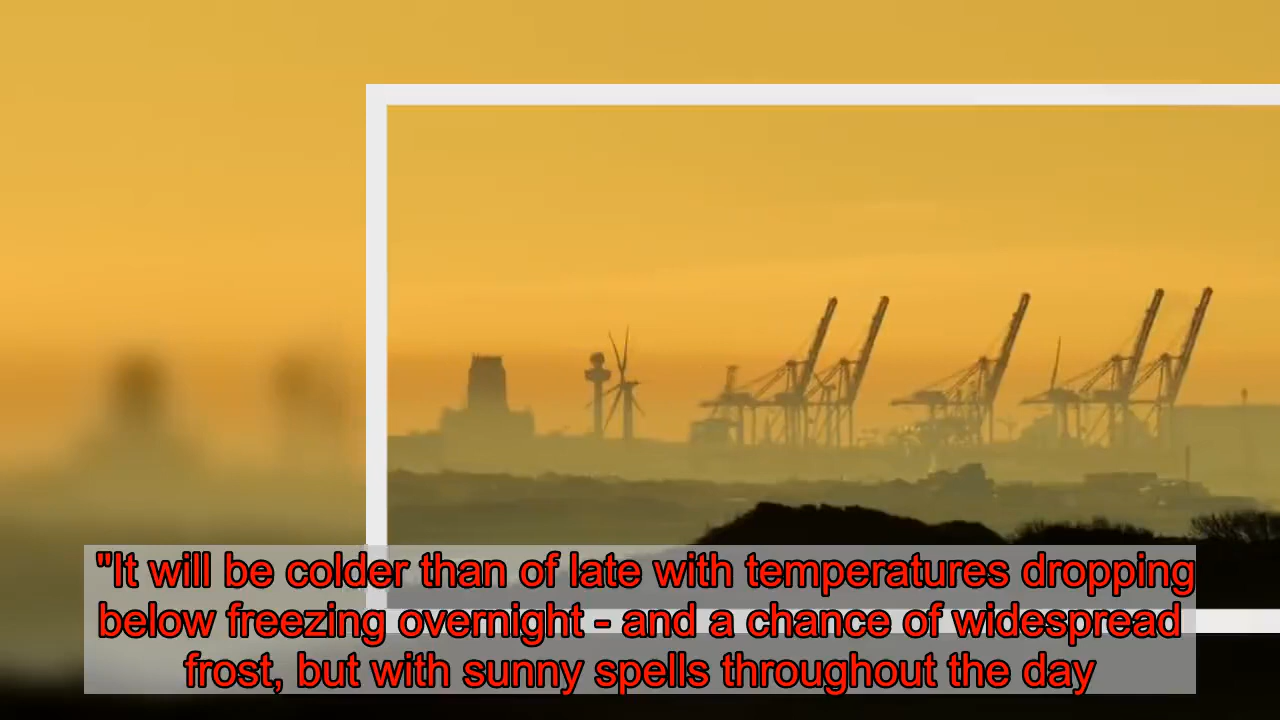 "It will be colder than of late with temperatures dropping
below freezing overnight - and a chance of widespread
frost, but with sunny spells throughout the day